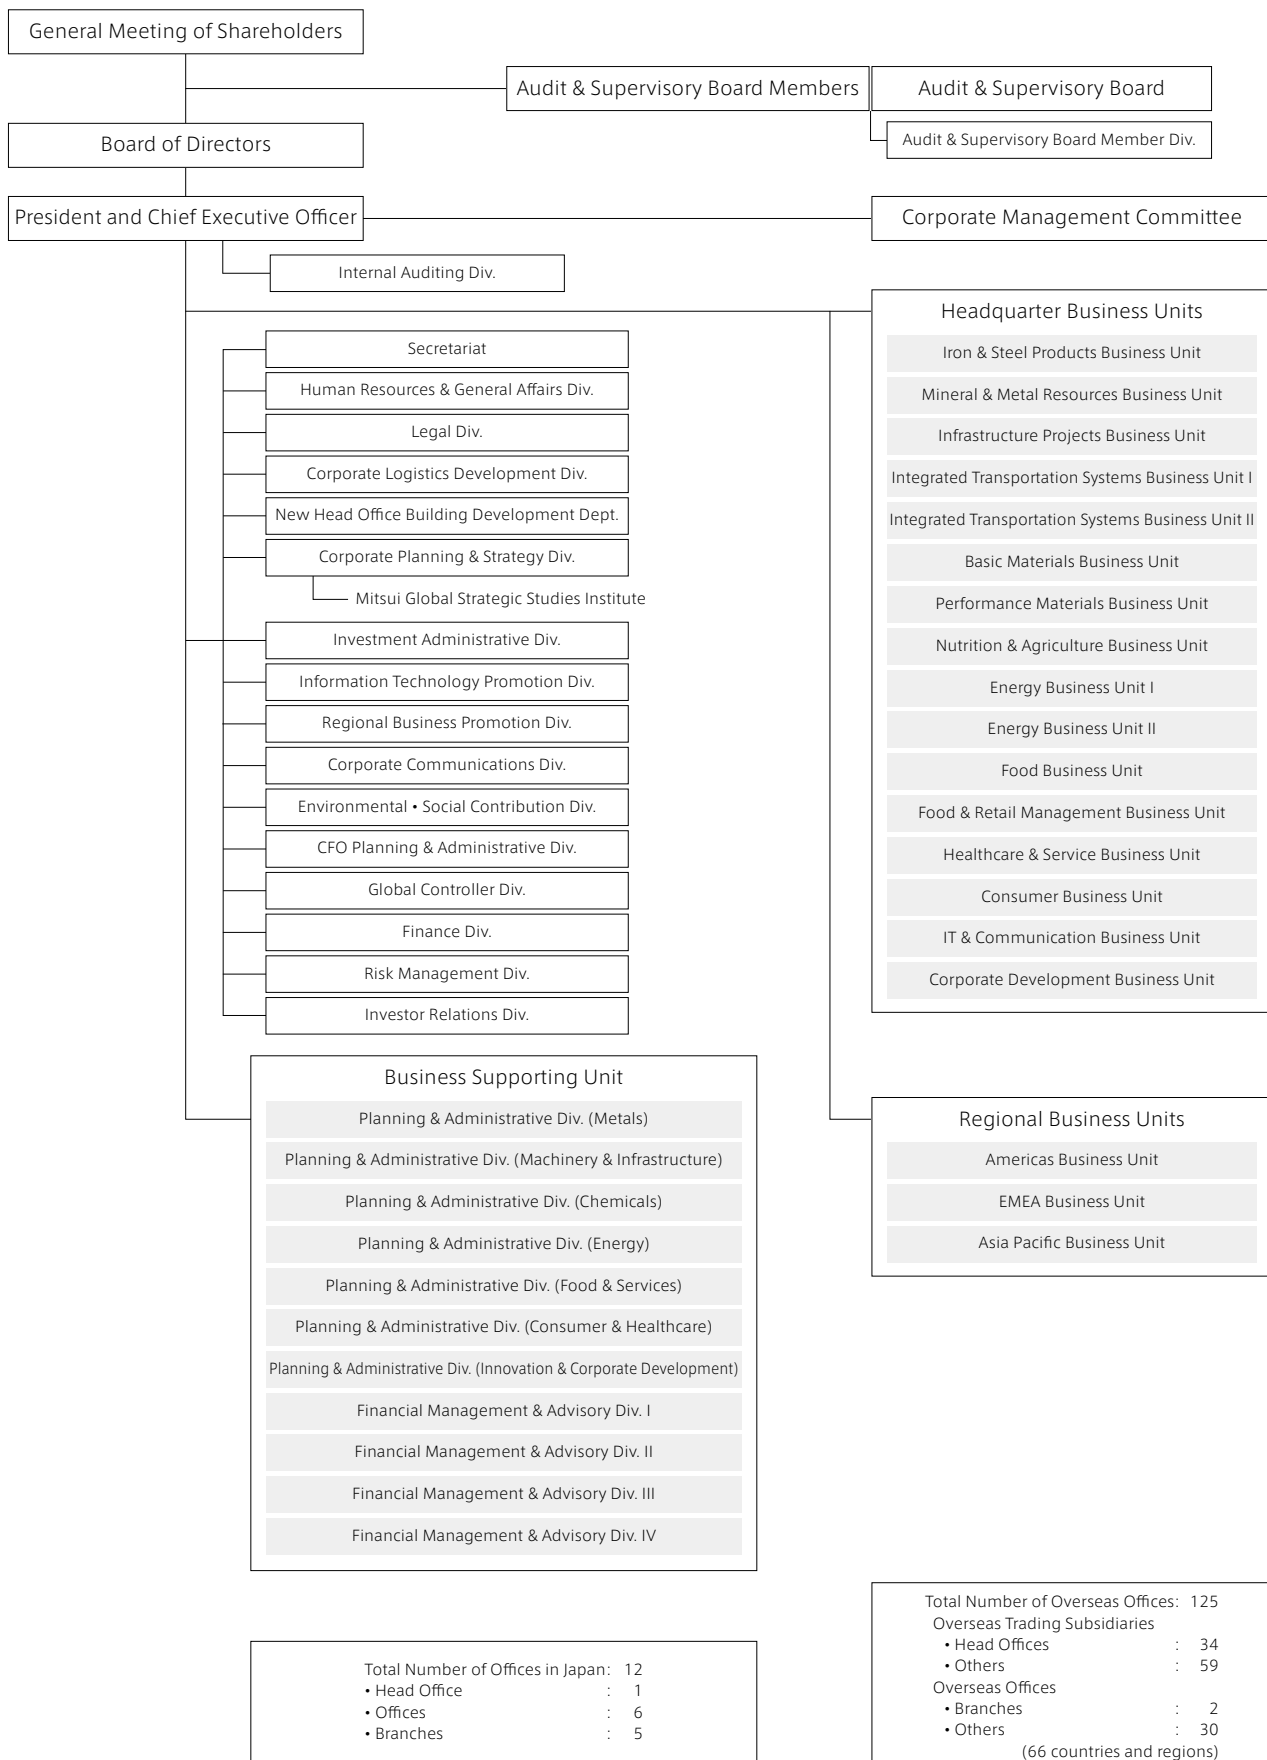 General Meeting of Shareholders
Audit & Supervisory Board Members
Audit & Supervisory Board
Board of Directors
Audit & Supervisory Board Member Div.
President and Chief Executive Officer
Corporate Management Committee
Internal Auditing Div.
Secretariat
Human Resources & General Affairs Div.
Legal Div.
Corporate Logistics Development Div.
New Head Office Building Development Dept.
Corporate Planning & Strategy Div.
Mitsui Global Strategic Studies Institute
Investment Administrative Div.
Information Technology Promotion Div.
Regional Business Promotion Div.
Corporate Communications Div.
Environmental • Social Contribution Div.
CFO Planning & Administrative Div.
Global Controller Div.
Finance Div.
Risk Management Div.
Investor Relations Div.
Headquarter Business Units
Iron & Steel Products Business Unit
Mineral & Metal Resources Business Unit
Infrastructure Projects Business Unit
Integrated Transportation Systems Business Unit I
Integrated Transportation Systems Business Unit II
Basic Materials Business Unit
Performance Materials Business Unit
Nutrition & Agriculture Business Unit
Energy Business Unit I
Energy Business Unit II
Food Business Unit
Food & Retail Management Business Unit
Healthcare & Service Business Unit
Consumer Business Unit
IT & Communication Business Unit
Corporate Development Business Unit
Business Supporting Unit
Planning & Administrative Div. (Metals)
Planning & Administrative Div. (Machinery & Infrastructure)
Planning & Administrative Div. (Chemicals)
Planning & Administrative Div. (Energy)
Planning & Administrative Div. (Food & Services)
Planning & Administrative Div. (Consumer & Healthcare)
Planning & Administrative Div. (Innovation & Corporate Development)
Financial Management & Advisory Div. I
Financial Management & Advisory Div. II
Financial Management & Advisory Div. III
Financial Management & Advisory Div. IV
Regional Business Units
Americas Business Unit
EMEA Business Unit
Asia Pacific Business Unit
Total Number of Offices in Japan: 12
• Head Office : 1
• Offices : 6
• Branches : 5
Total Number of Overseas Offices: 125
Overseas Trading Subsidiaries
• Head Offices : 34
• Others : 59
Overseas Offices
• Branches : 2
• Others : 30
(66 countries and regions)